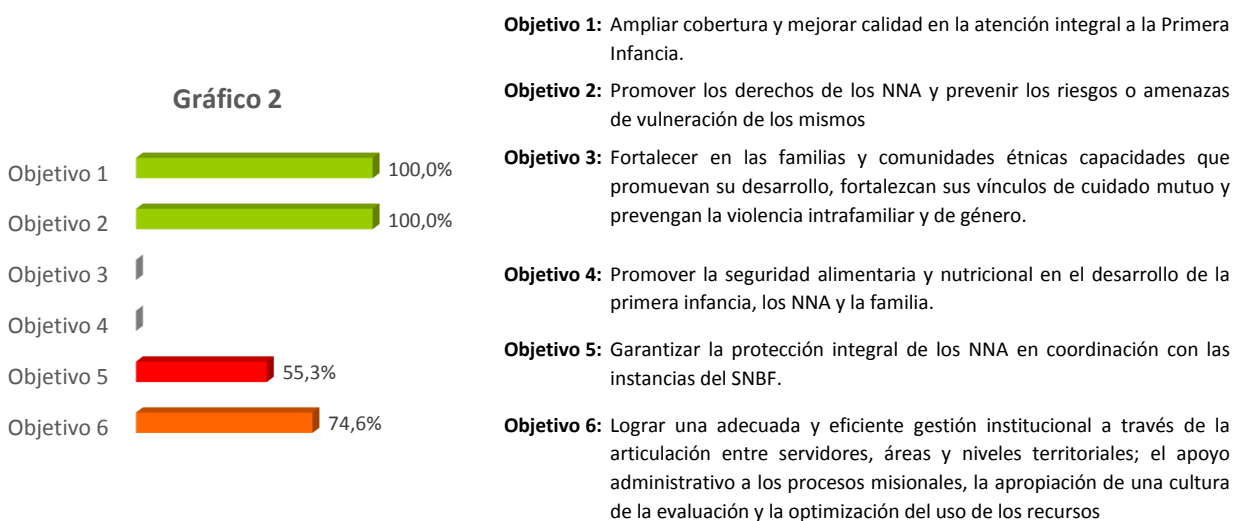 Gráfico 2
Objetivo 1 100,0%
Objetivo 2 100,0%
Objetivo 3
Objetivo 4
Objetivo 5 55,3%
Objetivo 6 74,6%
Objetivo 1: Ampliar cobertura y mejorar calidad en la atención integral a la Primera
Infancia.
Objetivo 2: Promover los derechos de los NNA y prevenir los riesgos o amenazas
de vulneración de los mismos
Objetivo 3: Fortalecer en las familias y comunidades étnicas capacidades que
promuevan su desarrollo, fortalezcan sus vínculos de cuidado mutuo y
prevengan la violencia intrafamiliar y de género.
Objetivo 4: Promover la seguridad alimentaria y nutricional en el desarrollo de la
primera infancia, los NNA y la familia.
Objetivo 5: Garantizar la protección integral de los NNA en coordinación con las
instancias del SNBF.
Objetivo 6: Lograr una adecuada y eficiente gestión institucional a través de la
articulación entre servidores, áreas y niveles territoriales; el apoyo
administrativo a los procesos misionales, la apropiación de una cultura
de la evaluación y la optimización del uso de los recursos